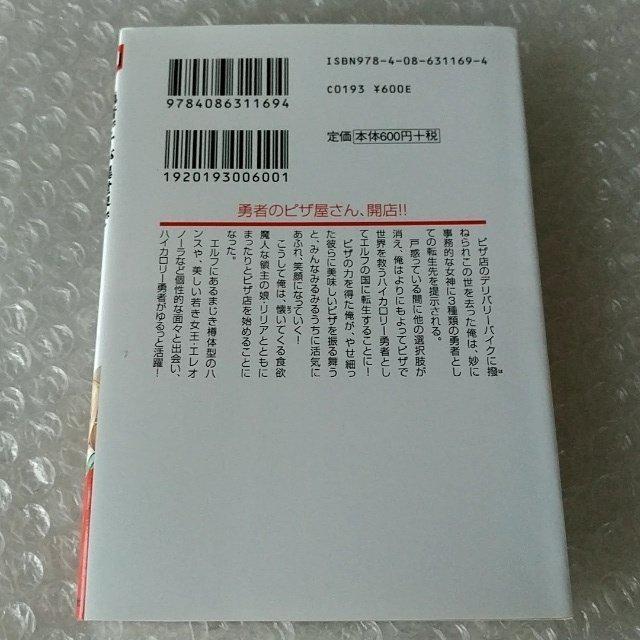 9784086311694
1920193006001
ISBN978-4-08-631169-4
C0193 ¥600E
定価 本体600円+税
勇者のピザ屋さん、開店!!
ピザ店のデリバリーバイクに撥
ねられこの世を去った俺は、妙に
事務的な女神に3種類の勇者とし
ての転生先を提示される。
戸惑っている間に他の選択肢が
消え、俺はよりにもよってピザで
世界を救うハイカロリー勇者とし
てエルフの国に転生することに!
ピザの力を得た俺が、やせ細っ
た彼らに美味しいピザを振る舞う
と、みんなみるみるうちに活気に
あふれ、笑顔になっていく!
こうして俺は、懐いてくる食欲
魔人な領主の娘・リリアとともに
まったりとピザ店を始めることに
なった。
エルフにあるまじき樽体型のハ
ンスや、美しい若き女王・エレオ
ノーラなど個性的な面々と出会い、
ハイカロリー勇者がゆるっと活躍!